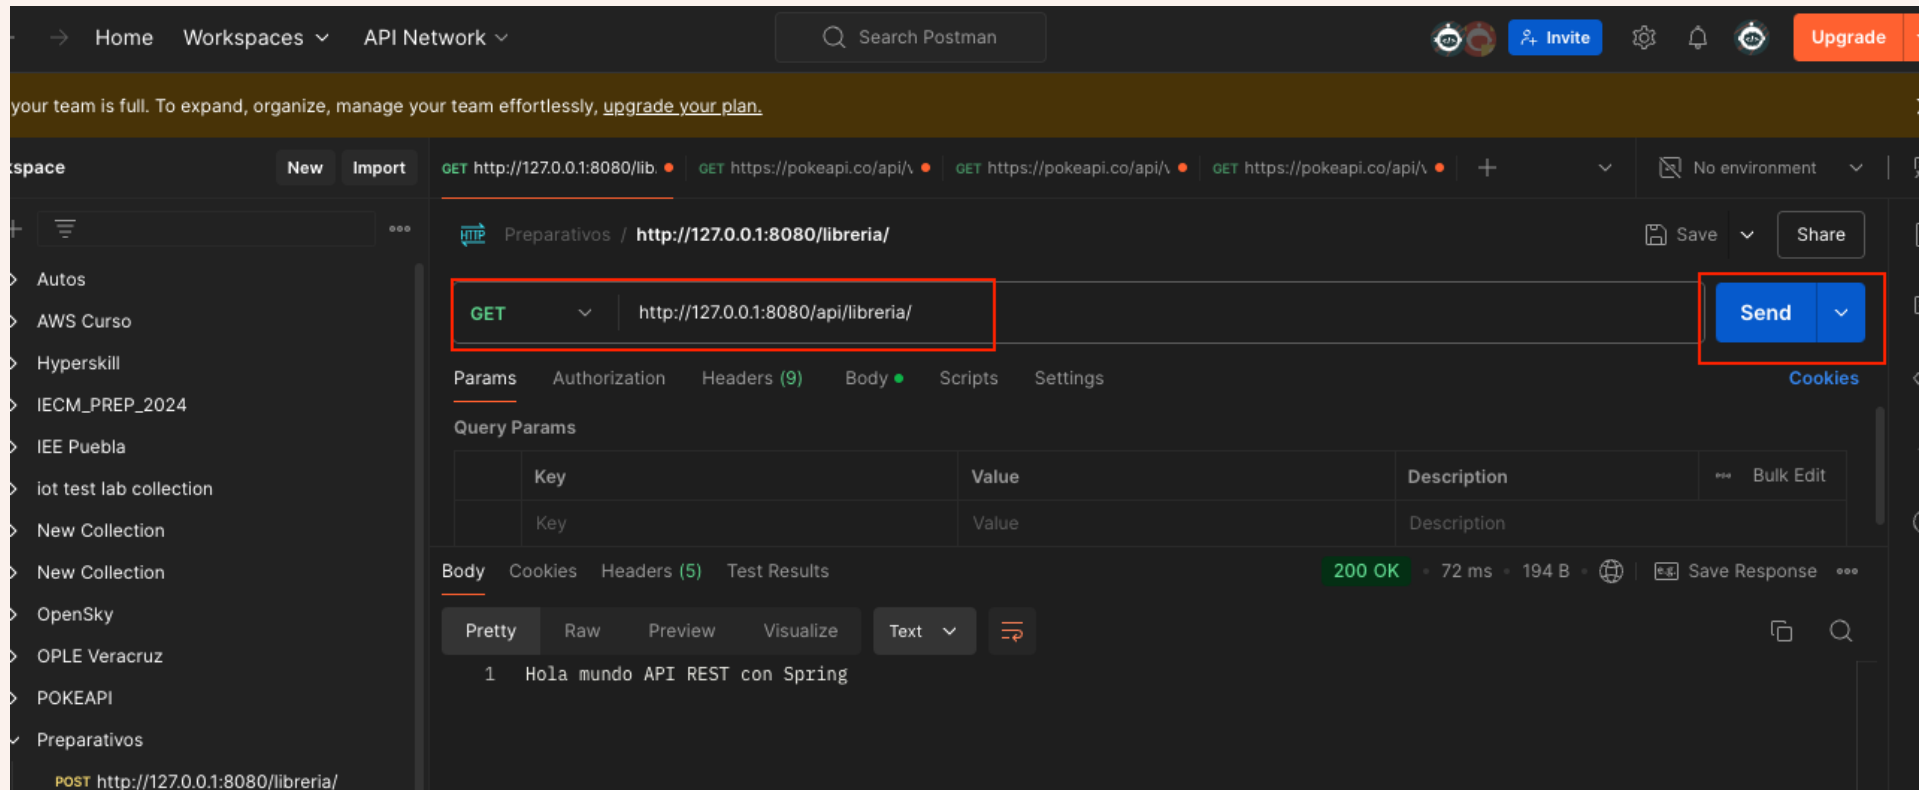 Home Workspaces API Network Search Postman Invite Upgrade
your team is full. To expand, organize, manage your team effortlessly, upgrade your plan.
kspace New Import GET http://127.0.0.1:8080/lib. GET https://pokeapi.co/api/v GET https://pokeapi.co/api/v GET https://pokeapi.co/api/v No environment
HTTP Preparativos / http://127.0.0.1:8080/libreria/ Save Share
Autos
AWS Curso
Hyperskill
IECM_PREP_2024
IEE Puebla
iot test lab collection
New Collection
New Collection
OpenSky
OPLE Veracruz
POKEAPI
Preparativos
POST http://127.0.0.1:8080/libreria/
GET http://127.0.0.1:8080/api/libreria/ Send
Params Authorization Headers (9) Body Scripts Settings Cookies
Query Params
Key Value Description Bulk Edit
Key Value Description
Body Cookies Headers (5) Test Results 200 OK 72 ms 194 B e.g. Save Response
Pretty Raw Preview Visualize Text
1 Hola mundo API REST con Spring